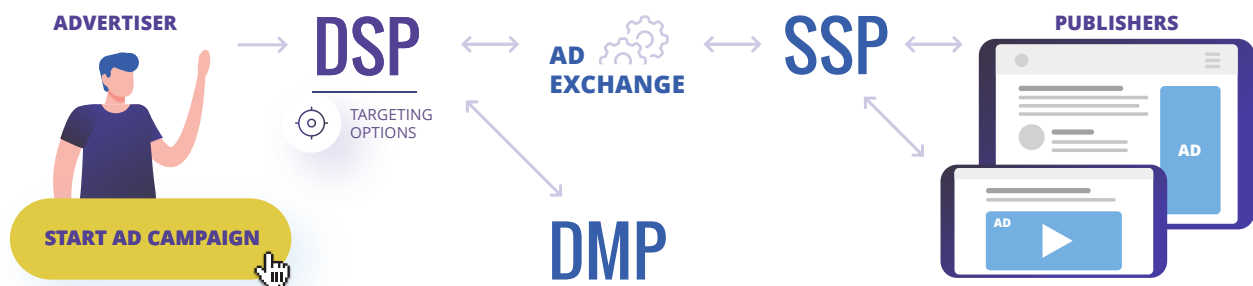 ADVERTISER
DSP
TARGETING
OPTIONS
AD
EXCHANGE
SSP
PUBLISHERS
AD
AD
DMP
START AD CAMPAIGN